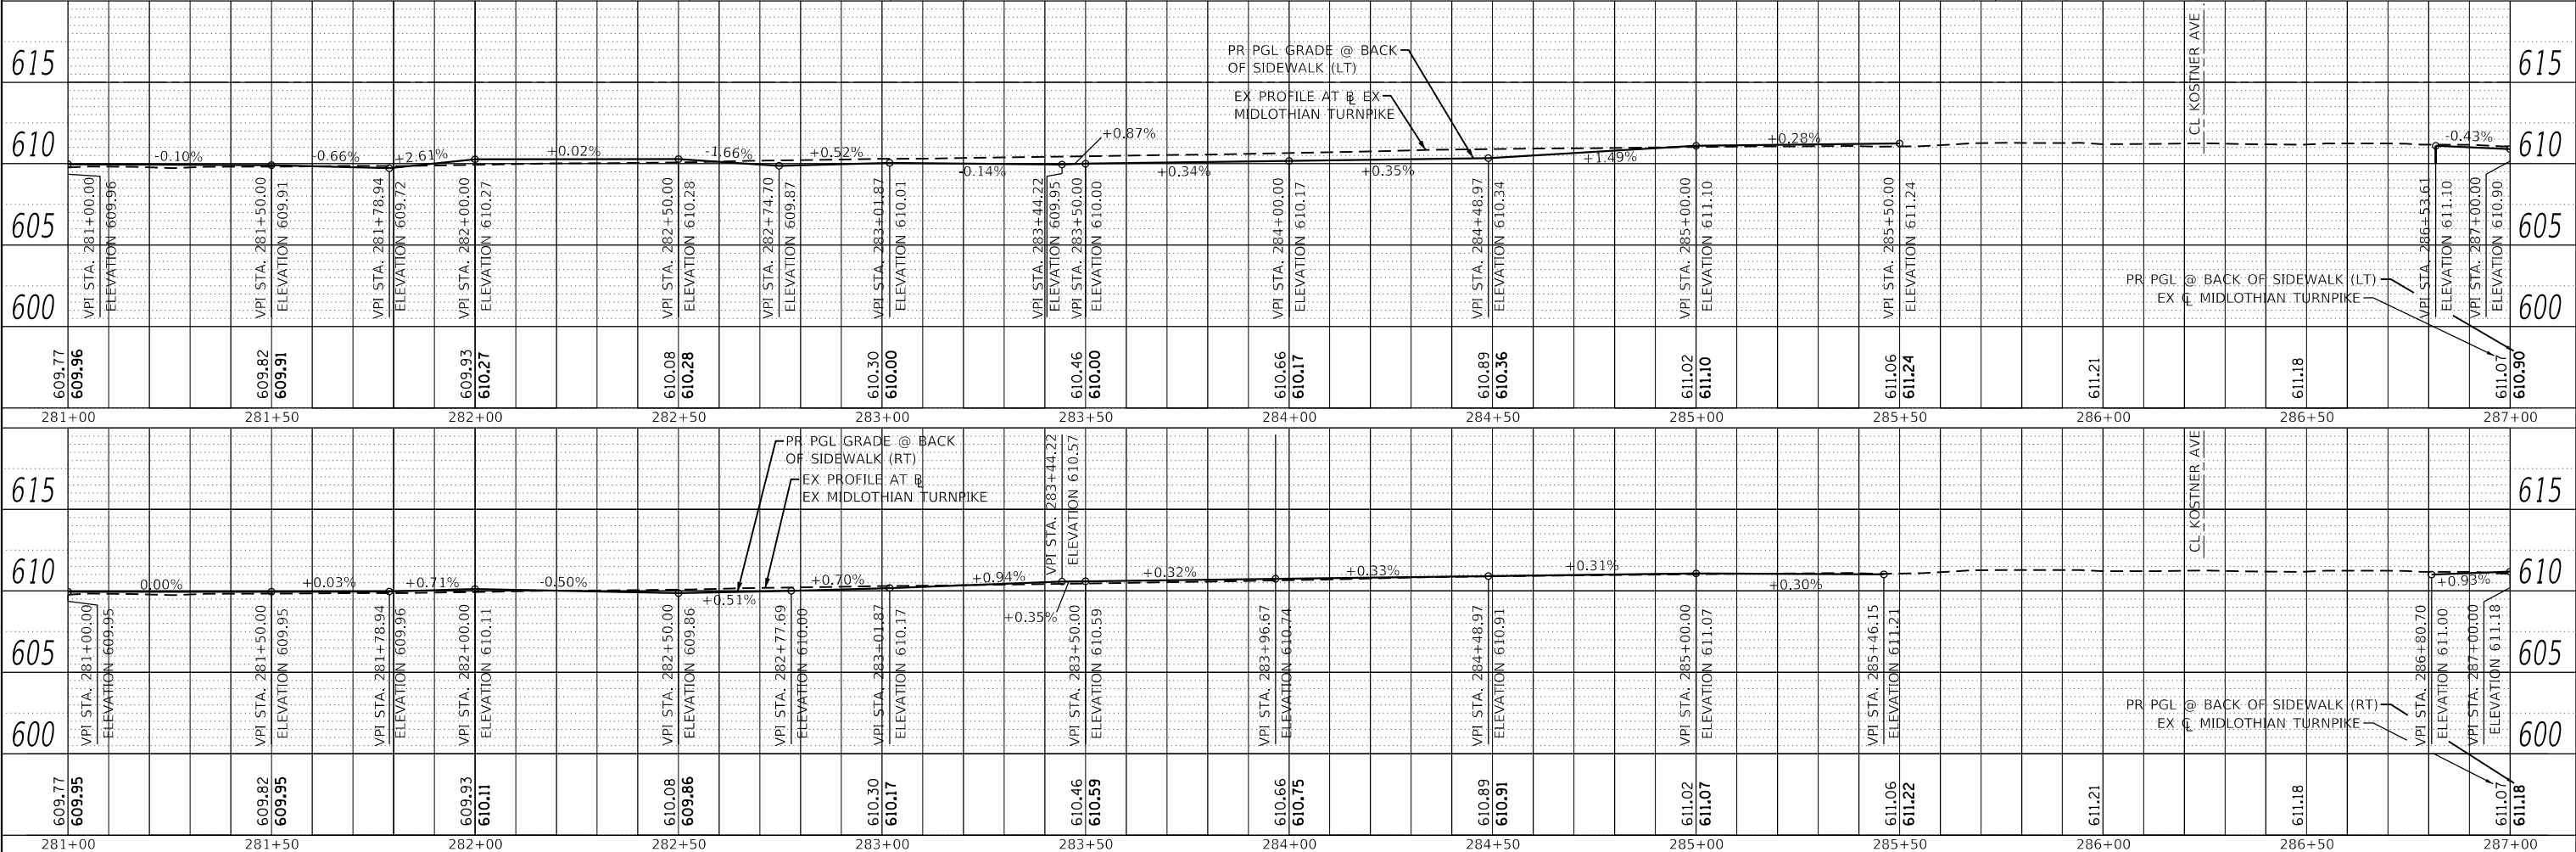 PR PGL GRADE @ BACK
OF SIDEWALK (LT)
EX PROFILE AT ℄ EX
MIDLOTHIAN TURNPIKE
CL KOSTNER AVE
615 615
610 610
605 605
600 600
-0.10% -0.66% +2.61% +0.02% -1.66% +0.52% -0.14% +0.87% +0.34% +0.35% +1.49% +0.28% -0.43%
VPI STA. 281+00.00
ELEVATION 609.96
VPI STA. 281+50.00
ELEVATION 609.91
VPI STA. 281+78.94
ELEVATION 609.72
VPI STA. 282+00.00
ELEVATION 610.27
VPI STA. 282+50.00
ELEVATION 610.28
VPI STA. 282+74.70
ELEVATION 609.87
VPI STA. 283+01.87
ELEVATION 610.01
VPI STA. 283+44.22
ELEVATION 609.95
VPI STA. 283+50.00
ELEVATION 610.00
VPI STA. 284+00.00
ELEVATION 610.17
VPI STA. 284+48.97
ELEVATION 610.34
VPI STA. 285+00.00
ELEVATION 611.10
VPI STA. 285+50.00
ELEVATION 611.24
VPI STA. 286+53.61
ELEVATION 611.10
VPI STA. 287+00.00
ELEVATION 610.90
PR PGL @ BACK OF SIDEWALK (LT)
EX ℄ MIDLOTHIAN TURNPIKE
609.77
609.96
609.82
609.91
609.93
610.27
610.08
610.28
610.30
610.00
610.46
610.00
610.66
610.17
610.89
610.36
611.02
611.10
611.06
611.24
611.21
611.18
611.07
610.90
281+00 281+50 282+00 282+50 283+00 283+50 284+00 284+50 285+00 285+50 286+00 286+50 287+00
PR PGL GRADE @ BACK
OF SIDEWALK (RT)
EX PROFILE AT ℄
EX MIDLOTHIAN TURNPIKE
CL KOSTNER AVE
615 615
610 610
605 605
600 600
0.00% +0.03% +0.71% -0.50% +0.51% +0.70% +0.94% +0.35% +0.32% +0.33% +0.31% +0.30% +0.93%
VPI STA. 281+00.00
ELEVATION 609.95
VPI STA. 281+50.00
ELEVATION 609.95
VPI STA. 281+78.94
ELEVATION 609.96
VPI STA. 282+00.00
ELEVATION 610.11
VPI STA. 282+50.00
ELEVATION 609.86
VPI STA. 282+77.69
ELEVATION 610.00
VPI STA. 283+01.87
ELEVATION 610.17
VPI STA. 283+44.22
ELEVATION 610.57
VPI STA. 283+50.00
ELEVATION 610.59
VPI STA. 283+96.67
ELEVATION 610.74
VPI STA. 284+48.97
ELEVATION 610.91
VPI STA. 285+00.00
ELEVATION 611.07
VPI STA. 285+46.15
ELEVATION 611.21
VPI STA. 286+80.70
ELEVATION 611.00
VPI STA. 287+00.00
ELEVATION 611.18
PR PGL @ BACK OF SIDEWALK (RT)
EX ℄ MIDLOTHIAN TURNPIKE
609.77
609.95
609.82
609.95
609.93
610.11
610.08
609.86
610.30
610.17
610.46
610.59
610.66
610.75
610.89
610.91
611.02
611.07
611.06
611.22
611.21
611.18
611.07
611.18
281+00 281+50 282+00 282+50 283+00 283+50 284+00 284+50 285+00 285+50 286+00 286+50 287+00